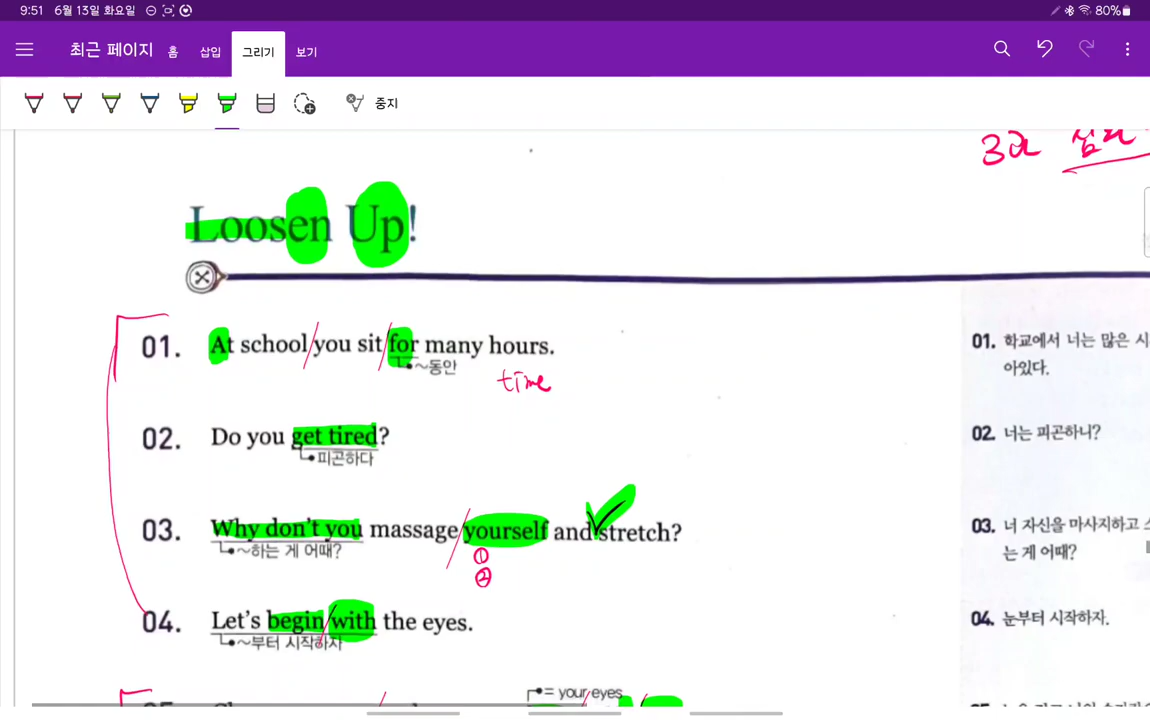 9:51 6월 13일 화요일 80%
최근 페이지 홈 삽입 그리기 보기
중지
3과
Loosen Up!
01. At school you sit for many hours.
~동안
time
02. Do you get tired?
피곤하다
03. Why don't you massage yourself and stretch?
~하는 게 어때?
①
②
04. Let's begin with the eyes.
~부터 시작하자
= your eyes
01. 학교에서 너는 많은 시
아있다.
02. 너는 피곤하니?
03. 너 자신을 마사지하고
는 게 어때?
04. 눈부터 시작하자.